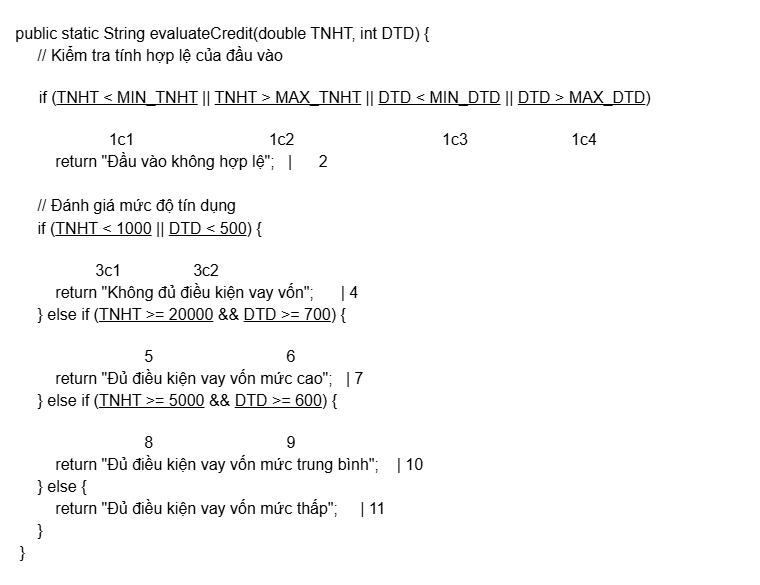 public static String evaluateCredit(double TNHT, int DTD) {
// Kiểm tra tính hợp lệ của đầu vào
if (TNHT < MIN_TNHT || TNHT > MAX_TNHT || DTD < MIN_DTD || DTD > MAX_DTD)
1c1 1c2 1c3 1c4
return "Đầu vào không hợp lệ"; | 2
// Đánh giá mức độ tín dụng
if (TNHT < 1000 || DTD < 500) {
3c1 3c2
return "Không đủ điều kiện vay vốn"; | 4
} else if (TNHT >= 20000 && DTD >= 700) {
5 6
return "Đủ điều kiện vay vốn mức cao"; | 7
} else if (TNHT >= 5000 && DTD >= 600) {
8 9
return "Đủ điều kiện vay vốn mức trung bình"; | 10
} else {
return "Đủ điều kiện vay vốn mức thấp"; | 11
}
}